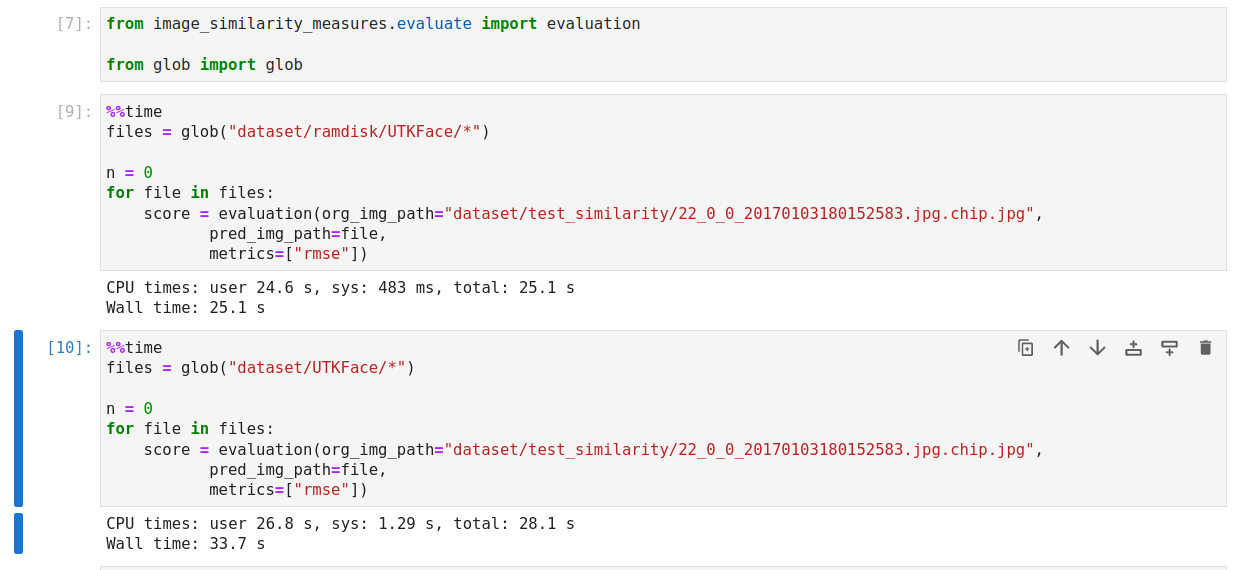 [7]: from image_similarity_measures.evaluate import evaluation

from glob import glob

[9]: %%time
files = glob("dataset/ramdisk/UTKFace/*")

n = 0
for file in files:
    score = evaluation(org_img_path="dataset/test_similarity/22_0_0_20170103180152583.jpg.chip.jpg",
           pred_img_path=file,
           metrics=["rmse"])
CPU times: user 24.6 s, sys: 483 ms, total: 25.1 s
Wall time: 25.1 s

[10]: %%time
files = glob("dataset/UTKFace/*")

n = 0
for file in files:
    score = evaluation(org_img_path="dataset/test_similarity/22_0_0_20170103180152583.jpg.chip.jpg",
           pred_img_path=file,
           metrics=["rmse"])
CPU times: user 26.8 s, sys: 1.29 s, total: 28.1 s
Wall time: 33.7 s